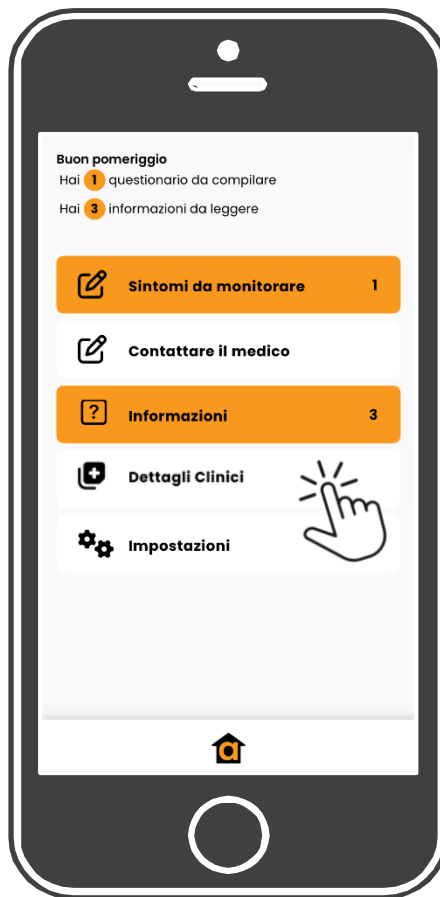 Buon pomeriggio
Hai 1 questionario da compilare
Hai 3 informazioni da leggere
Sintomi da monitorare 1
Contattare il medico
? Informazioni 3
Dettagli Clinici
Impostazioni
a